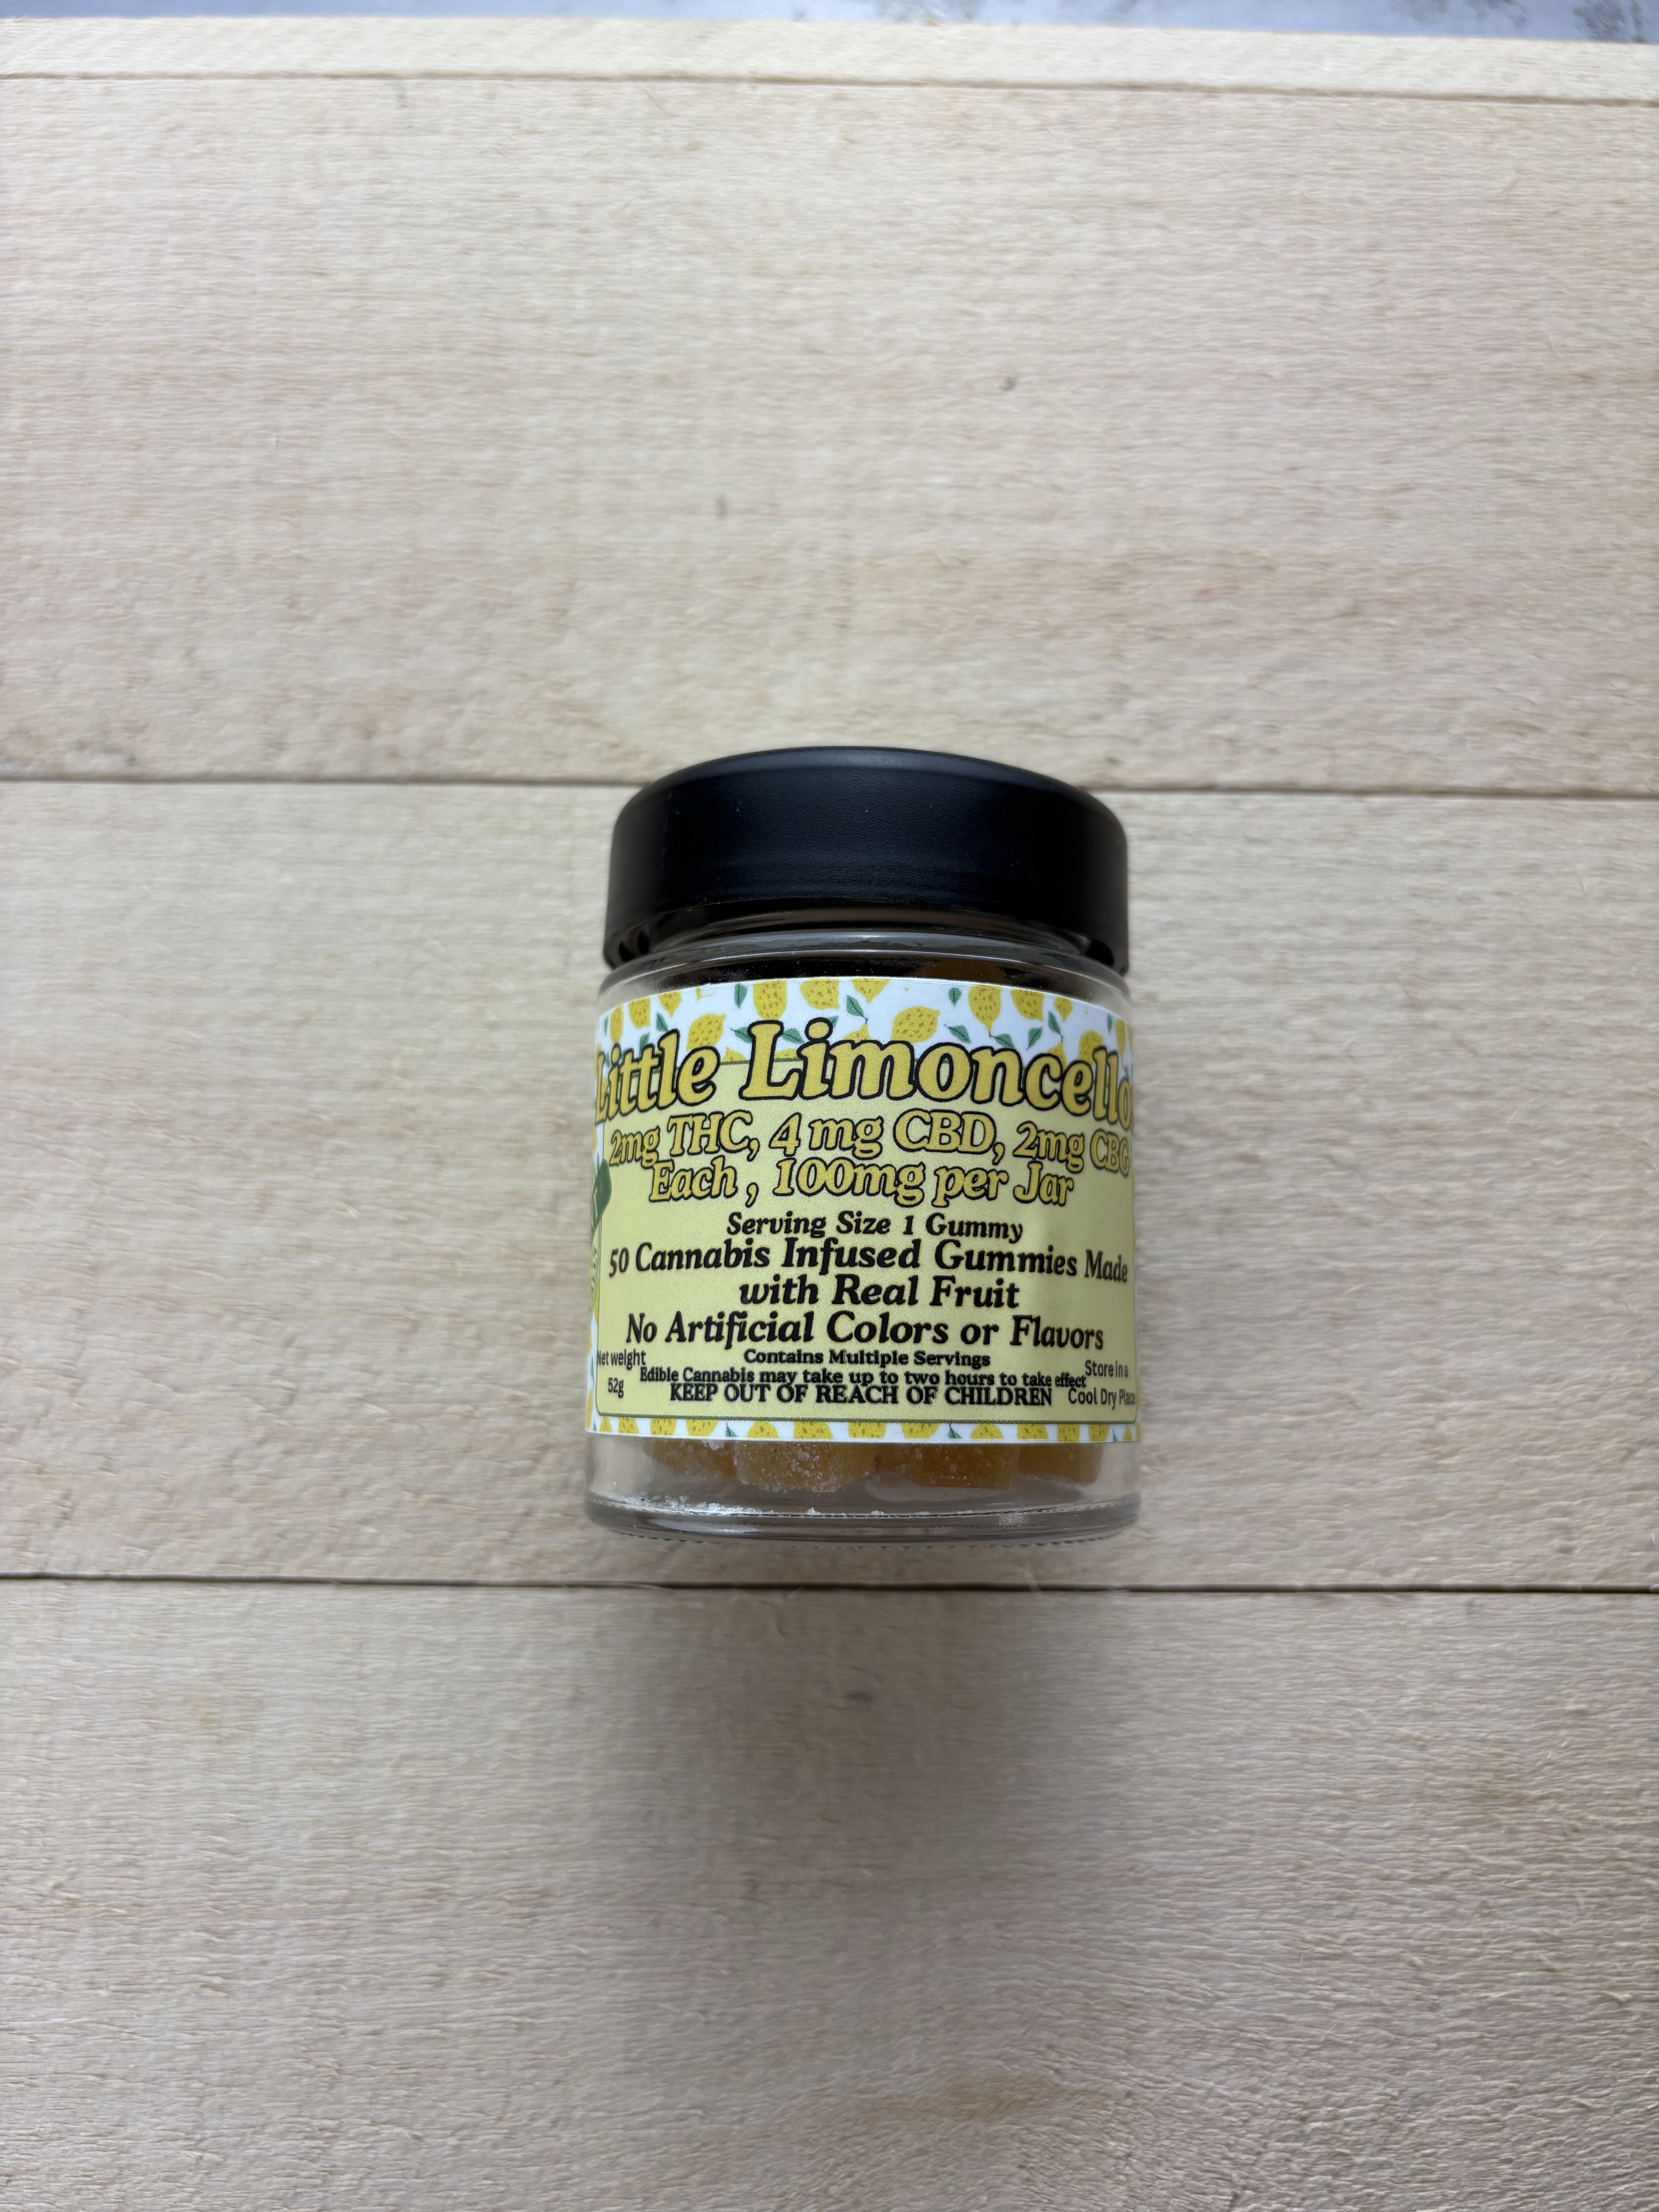 Little Limoncello
2mg THC, 4 mg CBD, 2mg CBG
Each , 100mg per Jar
Serving Size 1 Gummy
50 Cannabis Infused Gummies Made
with Real Fruit
No Artificial Colors or Flavors
Contains Multiple Servings
Edible Cannabis may take up to two hours to take effect
KEEP OUT OF REACH OF CHILDREN
Net weight
52g
Store in a
Cool Dry Place